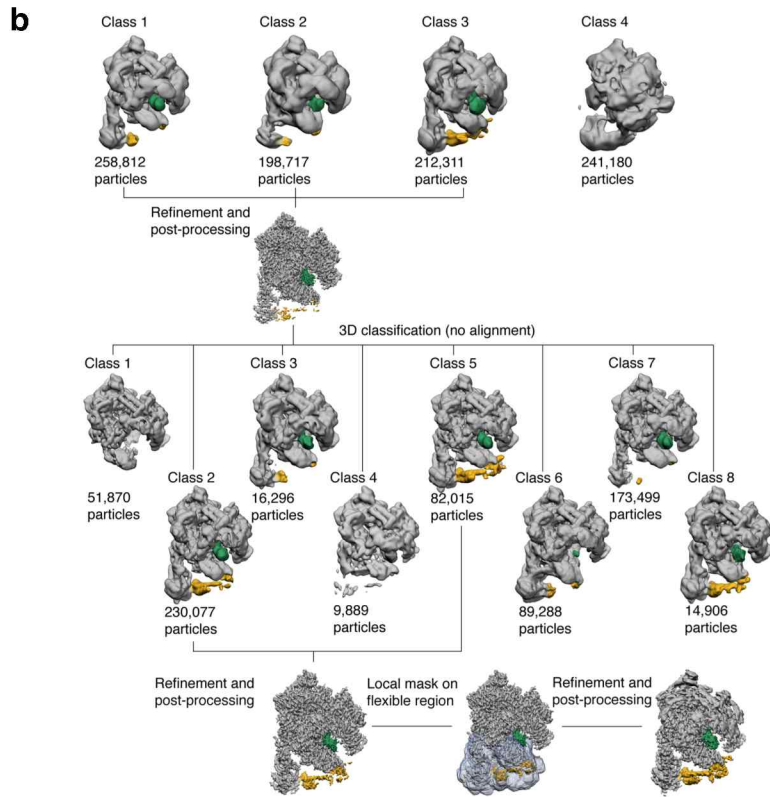 b
Class 1
Class 2
Class 3
Class 4
258,812
particles
198,717
particles
212,311
particles
241,180
particles
Refinement and
post-processing
3D classification (no alignment)
Class 1
Class 3
Class 5
Class 7
51,870
particles
Class 2
16,296
particles
Class 4
82,015
particles
Class 6
173,499
particles
Class 8
230,077
particles
9,889
particles
89,288
particles
14,906
particles
Refinement and
post-processing
Local mask on
flexible region
Refinement and
post-processing